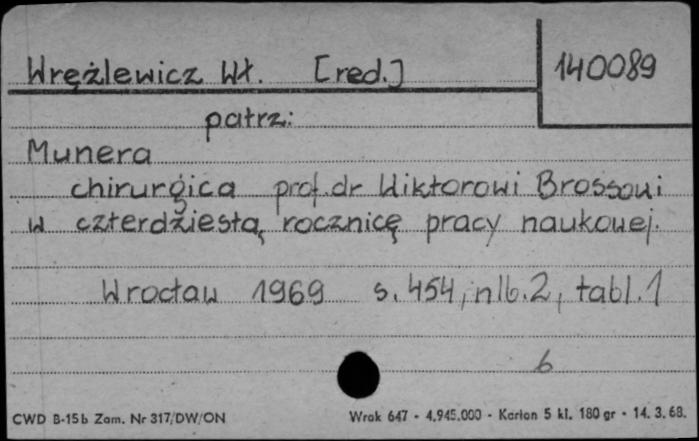 Wrężlewicz Wł. [red.]
140089
patrz:
Munera
chirurgica prof. dr Wiktorowi Brossowi
w czterdziestą rocznicę pracy naukowej.
Wrocław 1969 s. 454, nlb. 2, tabl. 1
6
CWD B-15b Zam. Nr 317/DW/ON
Wrak 647 - 4.945.000 - Karton 5 kl. 180 gr - 14. 3. 68.